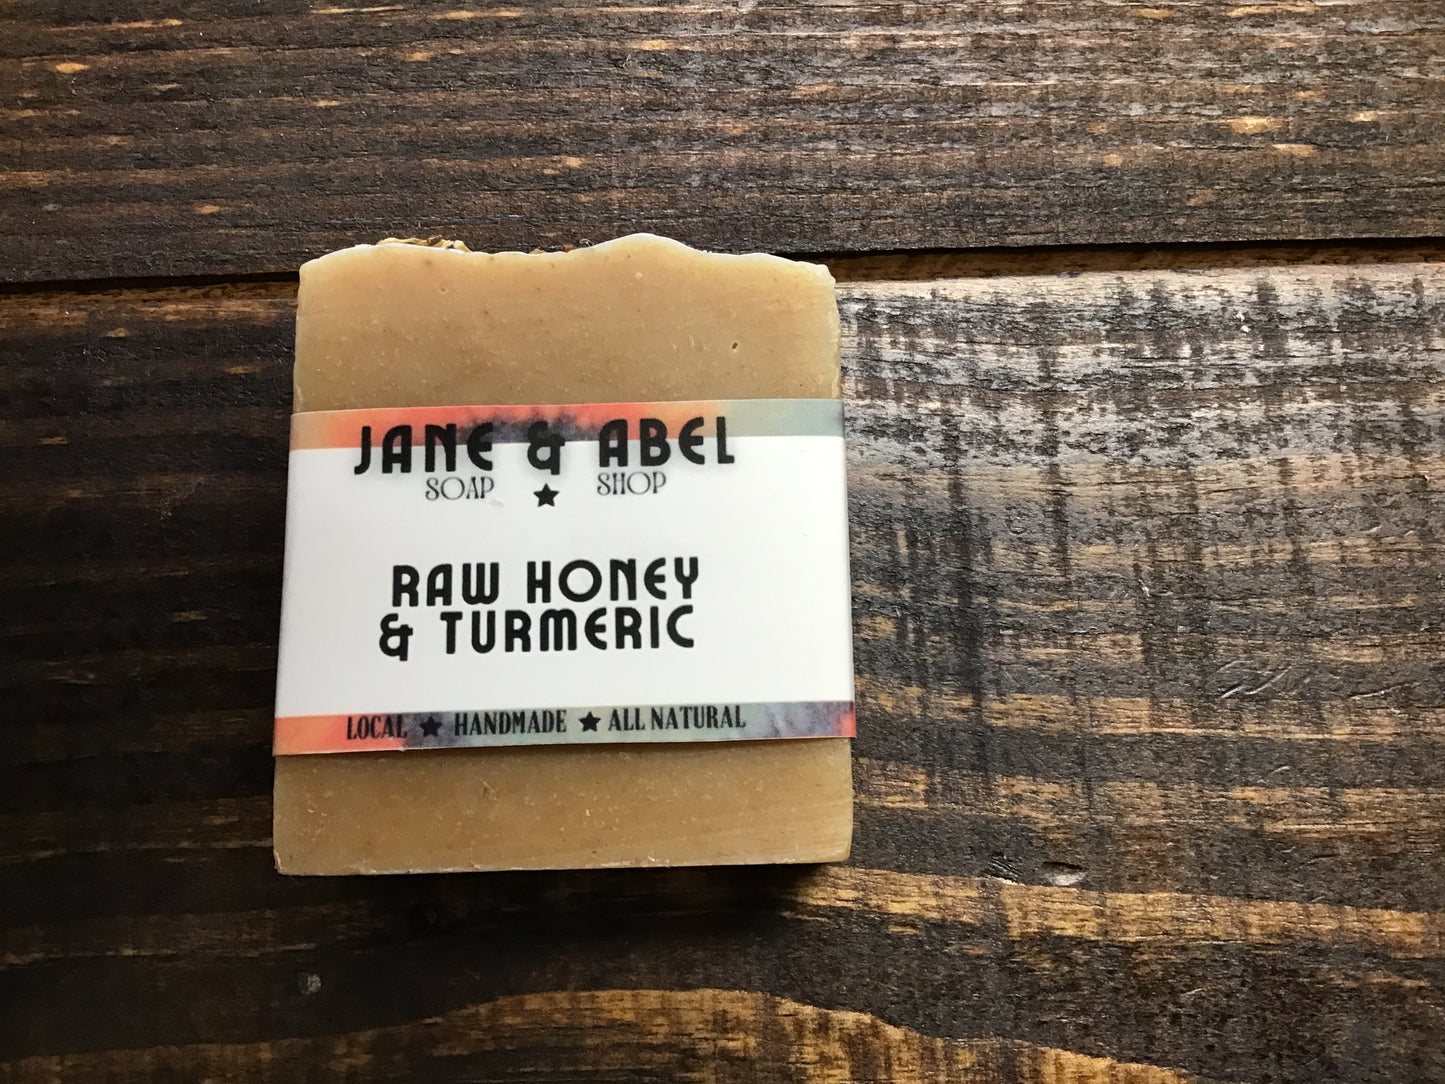 JANE & ABEL
SOAP ★ SHOP
RAW HONEY
& TURMERIC
LOCAL ★ HANDMADE ★ ALL NATURAL